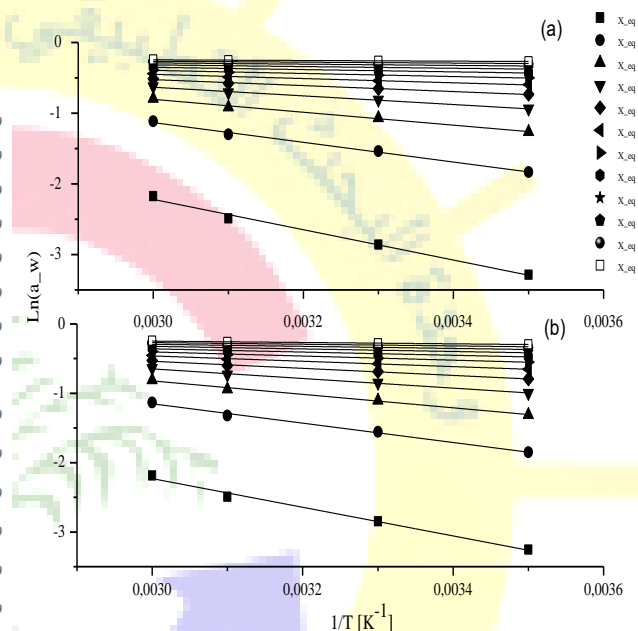 (a)
X_eq
X_eq
X_eq
X_eq
X_eq
X_eq
X_eq
X_eq
X_eq
X_eq
X_eq
X_eq
0
-1
-2
-3
0,0030
0,0032
0,0034
0,0036
Ln(a_w)
(b)
0
-1
-2
-3
0,0030
0,0032
0,0034
0,0036
1/T [K⁻¹]